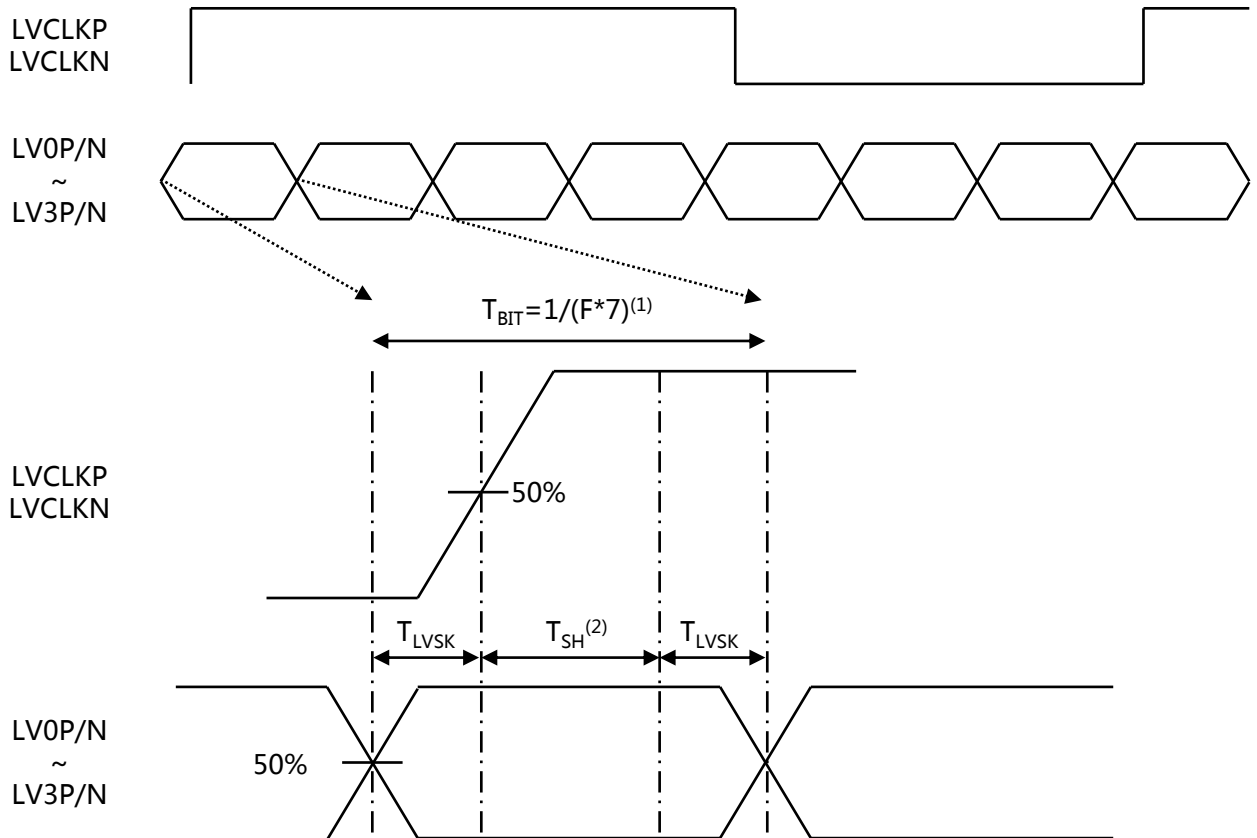 LVCLKP
LVCLKN
LV0P/N
~
LV3P/N
T_BIT=1/(F*7)^(1)
LVCLKP
LVCLKN
50%
T_LVSK
T_SH^(2)
T_LVSK
LV0P/N
~
LV3P/N
50%